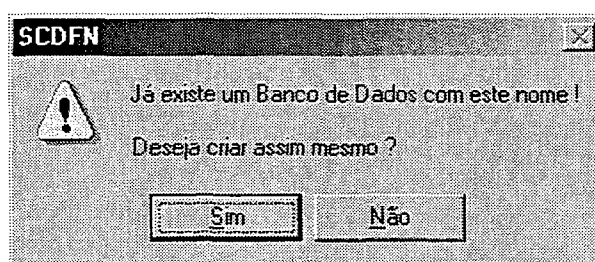 SCDFN
Já existe um Banco de Dados com este nome !
Deseja criar assim mesmo ?
Sim
Não